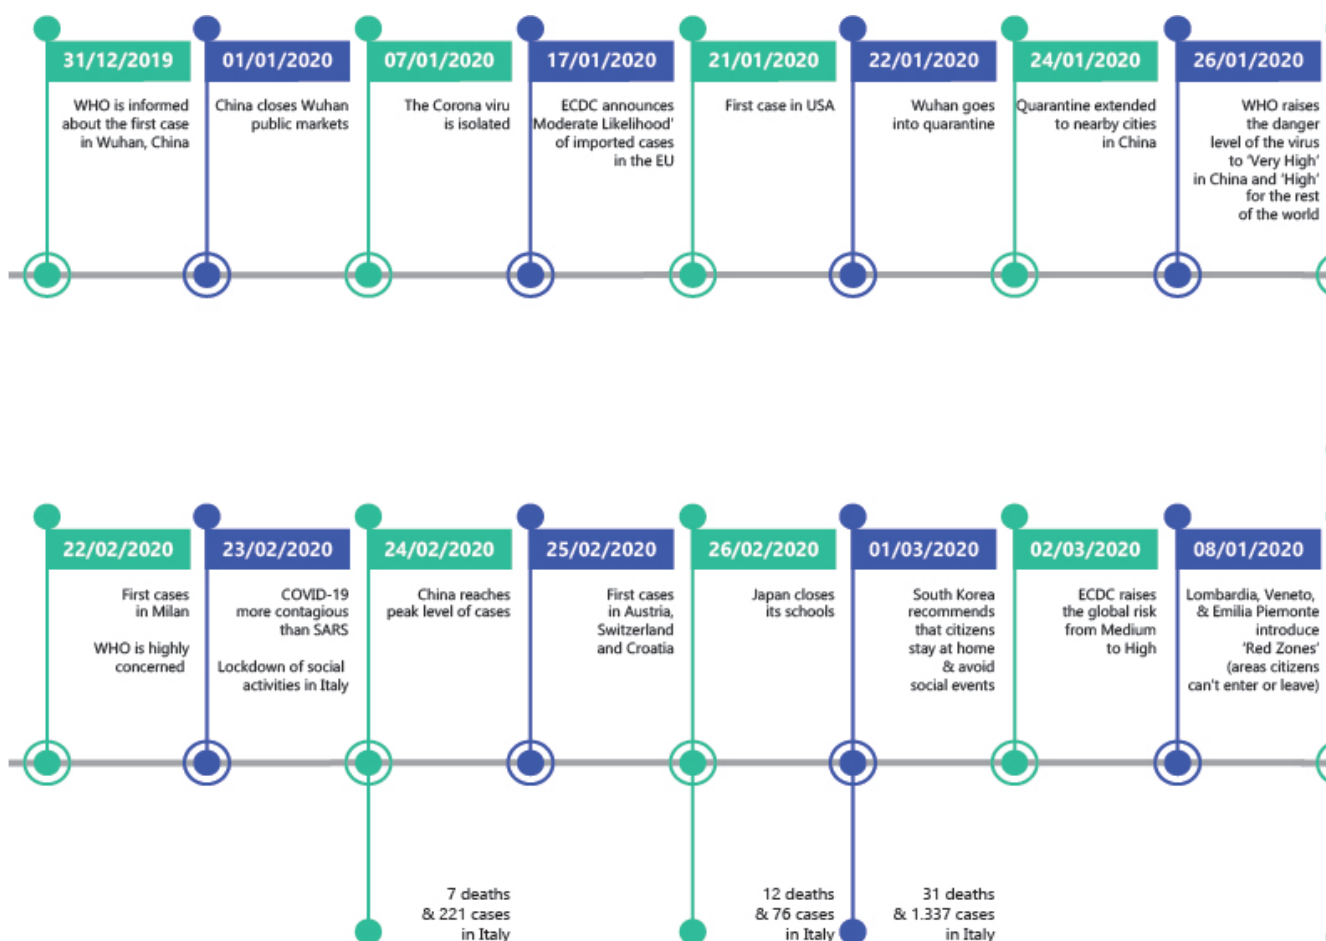 31/12/2019
WHO is informed
about the first case
in Wuhan, China
01/01/2020
China closes Wuhan
public markets
07/01/2020
The Corona viru
is isolated
17/01/2020
ECDC announces
Moderate Likelihood'
of imported cases
in the EU
21/01/2020
First case in USA
22/01/2020
Wuhan goes
into quarantine
24/01/2020
Quarantine extended
to nearby cities
in China
26/01/2020
WHO raises
the danger
level of the virus
to 'Very High'
in China and 'High'
for the rest
of the world
22/02/2020
First cases
in Milan
WHO is highly
concerned
23/02/2020
COVID-19
more contagious
than SARS
Lockdown of social
activities in Italy
24/02/2020
China reaches
peak level of cases
7 deaths
& 221 cases
in Italy
25/02/2020
First cases
in Austria,
Switzerland
and Croatia
26/02/2020
Japan closes
its schools
12 deaths
& 76 cases
in Italy
01/03/2020
South Korea
recommends
that citizens
stay at home
& avoid
social events
31 deaths
& 1.337 cases
in Italy
02/03/2020
ECDC raises
the global risk
from Medium
to High
08/01/2020
Lombardia, Veneto,
& Emilia Piemonte
introduce
'Red Zones'
(areas citizens
can't enter or leave)